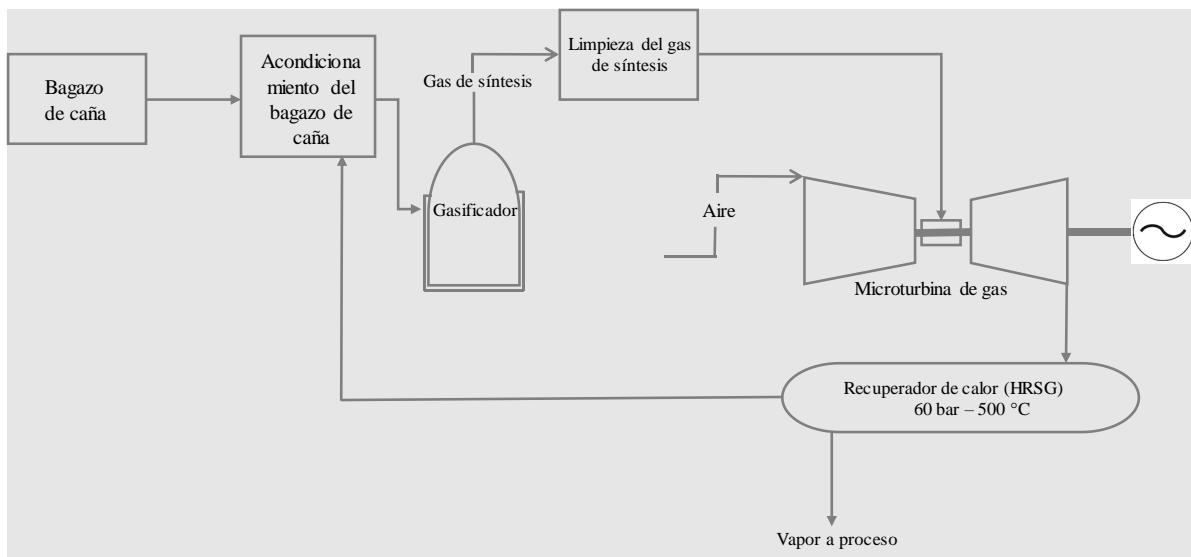 Bagazo
de caña
Acondiciona
miento del
bagazo de
caña
Gas de síntesis
Limpieza del gas
de síntesis
Gasificador
Aire
Microturbina de gas
Recuperador de calor (HRSG)
60 bar – 500 °C
Vapor a proceso